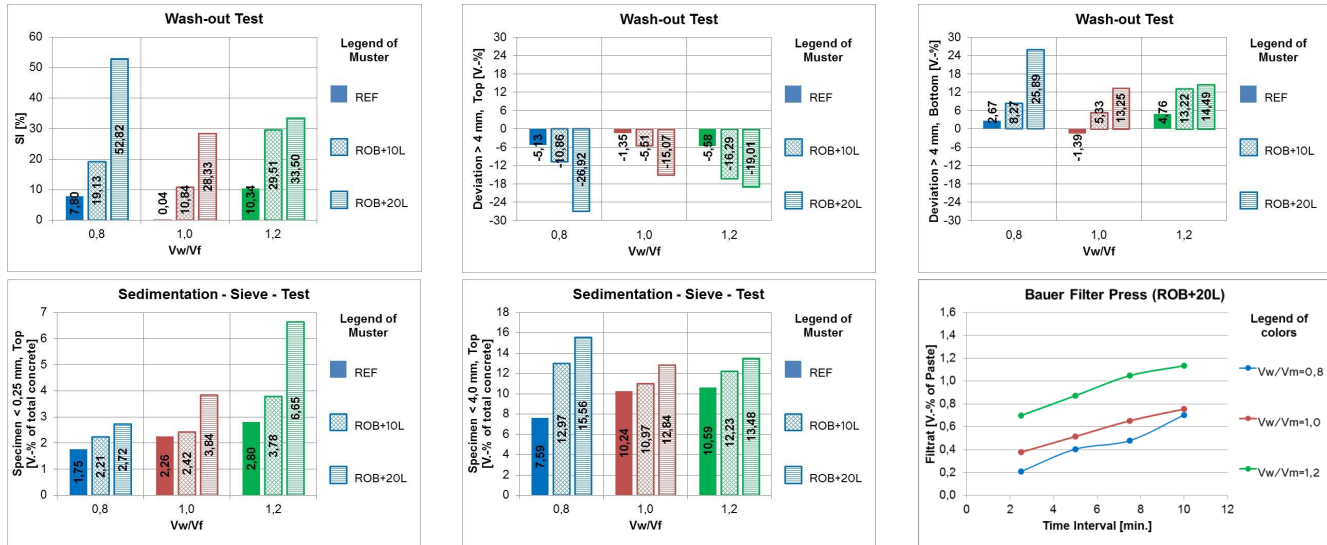 Wash-out Test
SI [%]
60
50
40
30
20
10
0
7,80
19,13
52,82
0,04
10,84
28,33
10,34
29,51
33,50
0,8
1,0
1,2
Vw/Vf
Legend of
Muster
REF
ROB+10L
ROB+20L
Wash-out Test
Deviation > 4 mm, Top [V.-%]
30
24
18
12
6
0
-6
-12
-18
-24
-30
-5,13
-10,86
-26,92
-1,35
-5,51
-15,07
-5,58
-16,29
-19,01
0,8
1,0
1,2
Vw/Vf
Legend of
Muster
REF
ROB+10L
ROB+20L
Wash-out Test
Deviation > 4 mm, Bottom [V.-%]
30
24
18
12
6
0
-6
-12
-18
-24
-30
2,67
8,27
25,89
-1,39
5,33
13,25
4,76
13,22
14,49
0,8
1,0
1,2
Vw/Vf
Legend of
Muster
REF
ROB+10L
ROB+20L
Sedimentation - Sieve - Test
Specimen < 0,25 mm, Top
[V.-% of total concrete]
7
6
5
4
3
2
1
0
1,75
2,21
2,72
2,26
2,42
3,84
2,80
3,78
6,65
0,8
1,0
1,2
Vw/Vf
Legend of
Muster
REF
ROB+10L
ROB+20L
Sedimentation - Sieve - Test
Specimen < 4,0 mm, Top
[V.-% of total concrete]
18
16
14
12
10
8
6
4
2
0
7,59
12,97
15,56
10,24
10,97
12,84
10,59
12,23
13,48
0,8
1,0
1,2
Vw/Vf
Legend of
Muster
REF
ROB+10L
ROB+20L
Bauer Filter Press (ROB+20L)
Filtrat [V.-% of Paste]
1,6
1,4
1,2
1,0
0,8
0,6
0,4
0,2
0,0
0
2
4
6
8
10
12
Time Interval [min.]
Legend of
colors
Vw/Vm=0,8
Vw/Vm=1,0
Vw/Vm=1,2